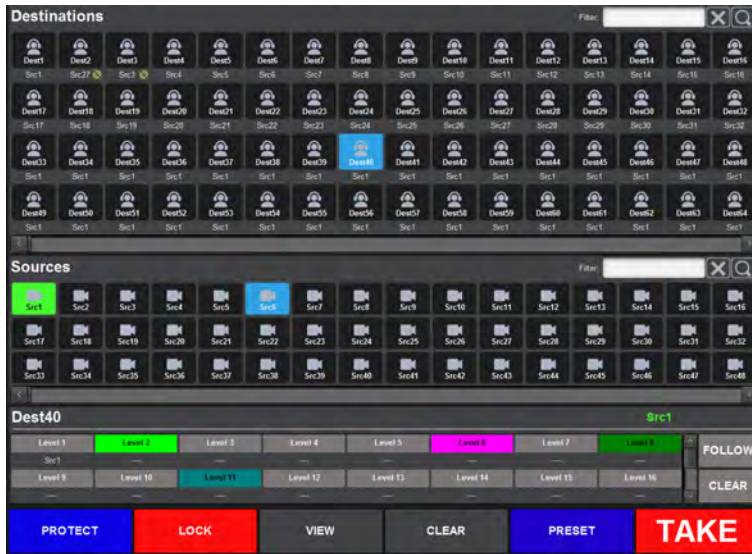 Destinations Filter:
Dest1 Dest2 Dest3 Dest4 Dest5 Dest6 Dest7 Dest8 Dest9 Dest10 Dest11 Dest12 Dest13 Dest14 Dest15 Dest16
Src1 Src27 Src3 Src4 Src5 Src6 Src7 Src8 Src9 Src10 Src11 Src12 Src13 Src14 Src15 Src16
Dest17 Dest18 Dest19 Dest20 Dest21 Dest22 Dest23 Dest24 Dest25 Dest26 Dest27 Dest28 Dest29 Dest30 Dest31 Dest32
Src17 Src18 Src19 Src20 Src21 Src22 Src23 Src24 Src25 Src26 Src27 Src28 Src29 Src30 Src31 Src32
Dest33 Dest34 Dest35 Dest36 Dest37 Dest38 Dest39 Dest40 Dest41 Dest42 Dest43 Dest44 Dest45 Dest46 Dest47 Dest48
Src1 Src1 Src1 Src1 Src1 Src1 Src1 Src1 Src1 Src1 Src1 Src1 Src1 Src1 Src1 Src1
Dest49 Dest50 Dest51 Dest52 Dest53 Dest54 Dest55 Dest56 Dest57 Dest58 Dest59 Dest60 Dest61 Dest62 Dest63 Dest64
Src1 Src1 Src1 Src1 Src1 Src1 Src1 Src1 Src1 Src1 Src1 Src1 Src1 Src1 Src1 Src1
Sources Filter:
Src1 Src2 Src3 Src4 Src5 Src6 Src7 Src8 Src9 Src10 Src11 Src12 Src13 Src14 Src15 Src16
Src17 Src18 Src19 Src20 Src21 Src22 Src23 Src24 Src25 Src26 Src27 Src28 Src29 Src30 Src31 Src32
Src33 Src34 Src35 Src36 Src37 Src38 Src39 Src40 Src41 Src42 Src43 Src44 Src45 Src46 Src47 Src48
Dest40 Src1
Level 1 Level 2 Level 3 Level 4 Level 5 Level 6 Level 7 Level 8
Src1 — — — — — — —
FOLLOW
Level 9 Level 10 Level 11 Level 12 Level 13 Level 14 Level 15 Level 16
— — — — — — — —
CLEAR
PROTECT LOCK VIEW CLEAR PRESET TAKE